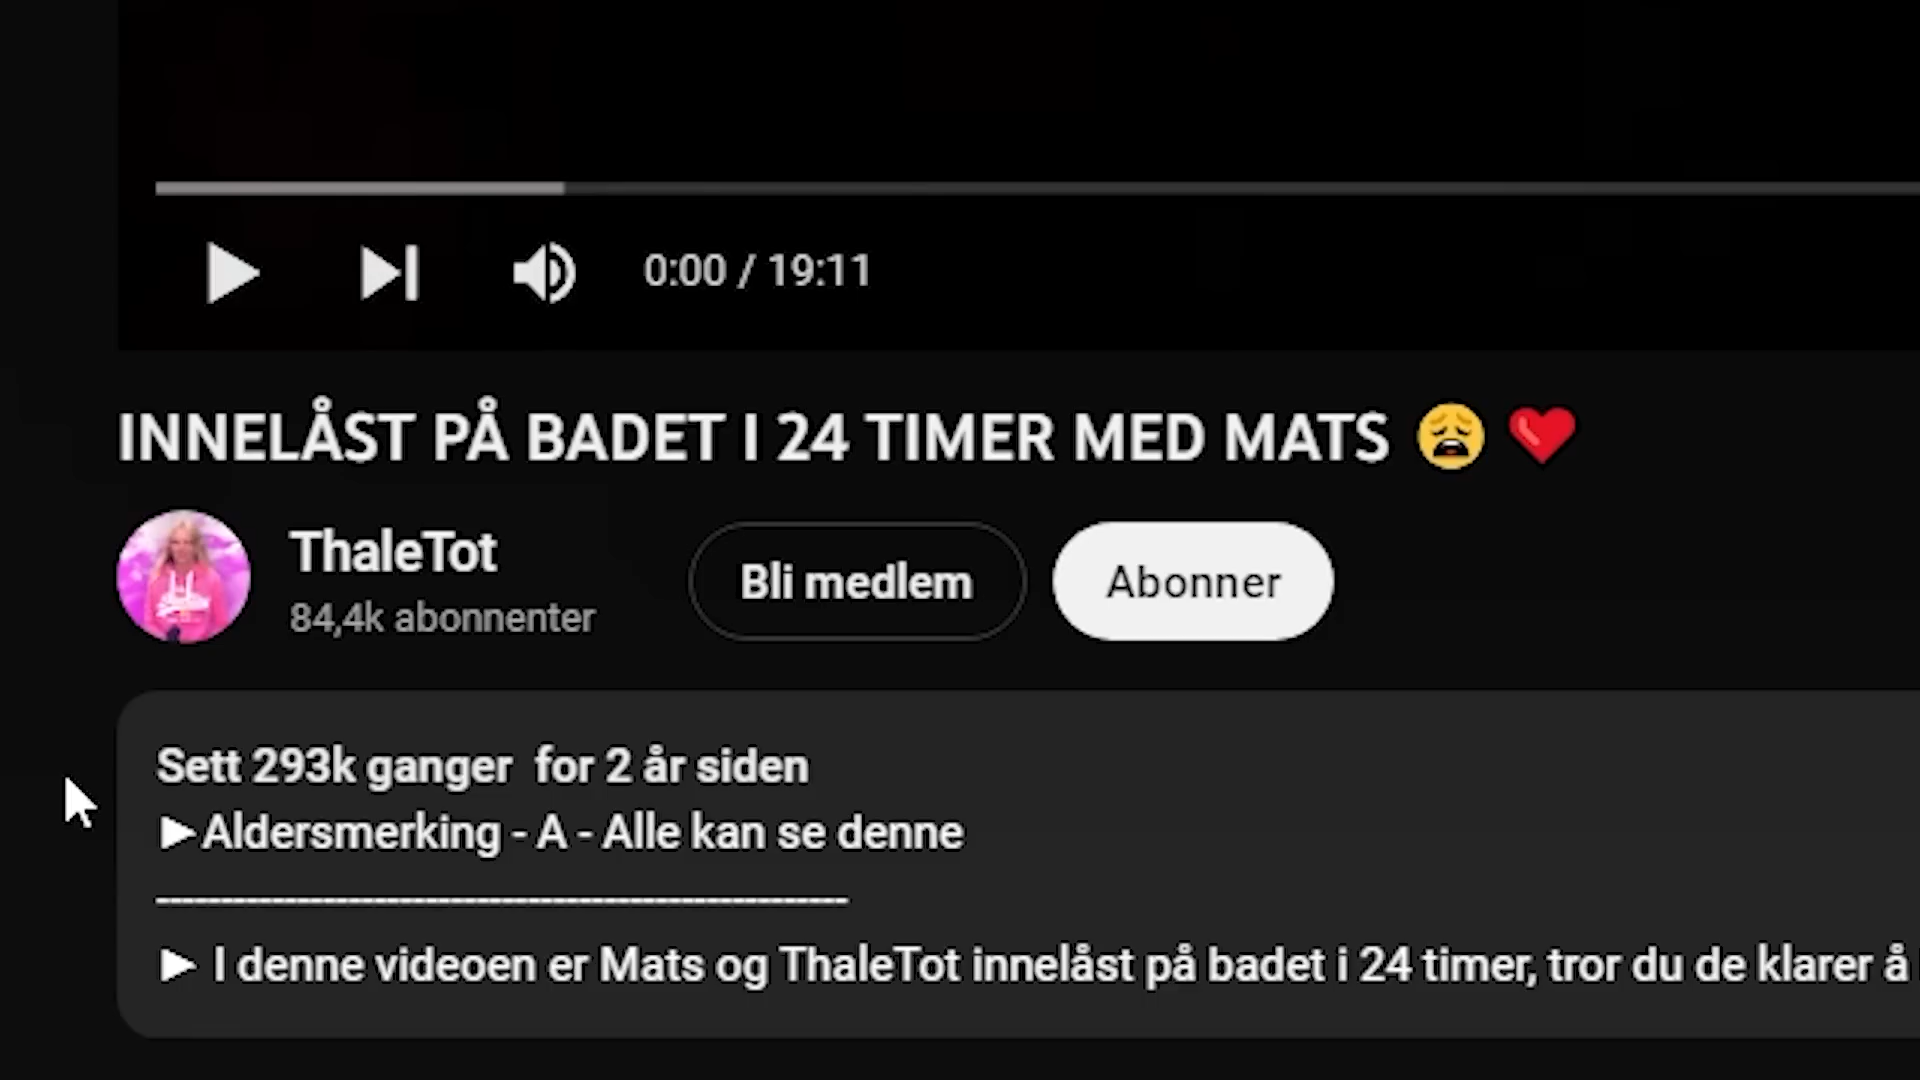 0:00 / 19:11
INNELÅST PÅ BADET I 24 TIMER MED MATS 😩 ❤️
ThaleTot
84,4k abonnenter
Bli medlem
Abonner
Sett 293k ganger  for 2 år siden
▶Aldersmerking - A - Alle kan se denne
------------------------------------------------------
▶ I denne videoen er Mats og ThaleTot innelåst på badet i 24 timer, tror du de klarer å